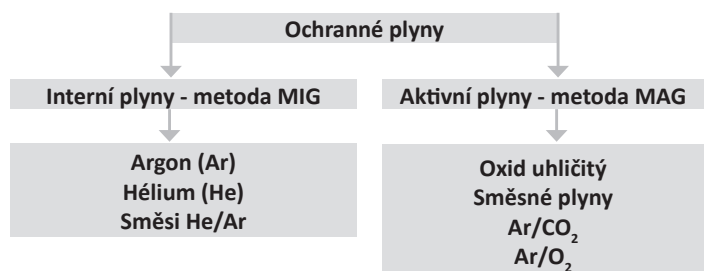 Ochranné plyny
Interní plyny - metoda MIG
Argon (Ar)
Hélium (He)
Směsi He/Ar
Aktivní plyny - metoda MAG
Oxid uhličitý
Směsné plyny
Ar/CO₂
Ar/O₂